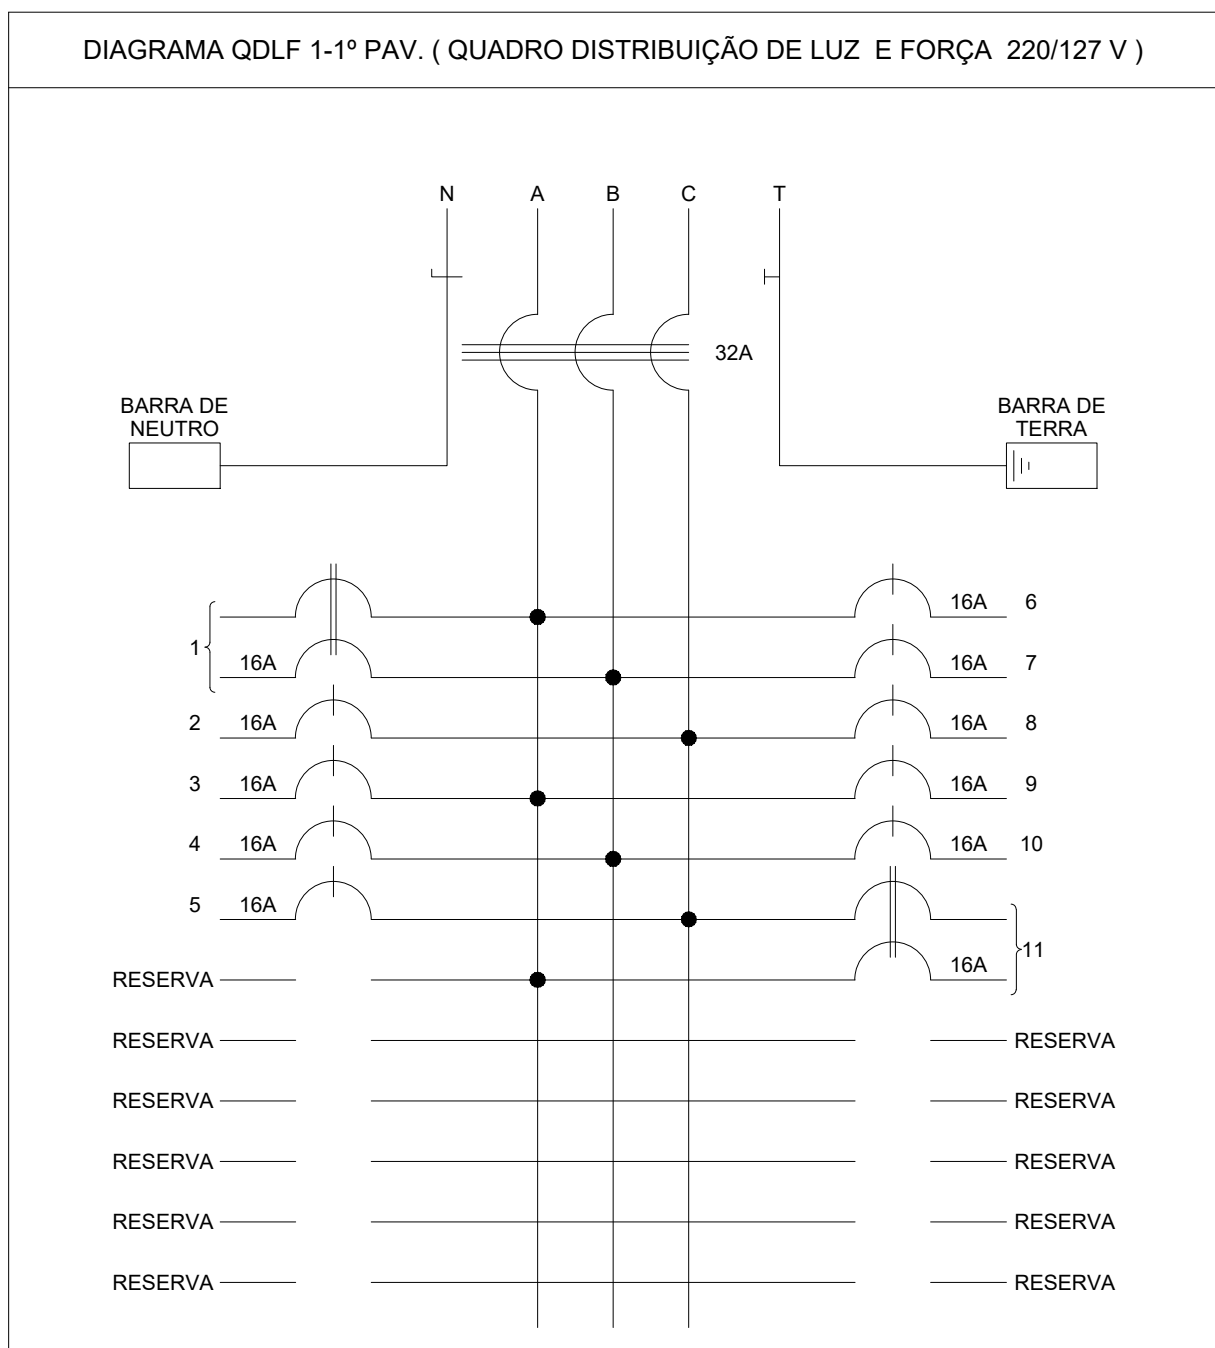 DIAGRAMA QDLF 1-1º PAV. ( QUADRO DISTRIBUIÇÃO DE LUZ E FORÇA 220/127 V )
N A B C T
32A
BARRA DE
NEUTRO
BARRA DE
TERRA
16A 6
1 16A 16A 7
2 16A 16A 8
3 16A 16A 9
4 16A 16A 10
5 16A
RESERVA 16A 11
RESERVA RESERVA
RESERVA RESERVA
RESERVA RESERVA
RESERVA RESERVA
RESERVA RESERVA